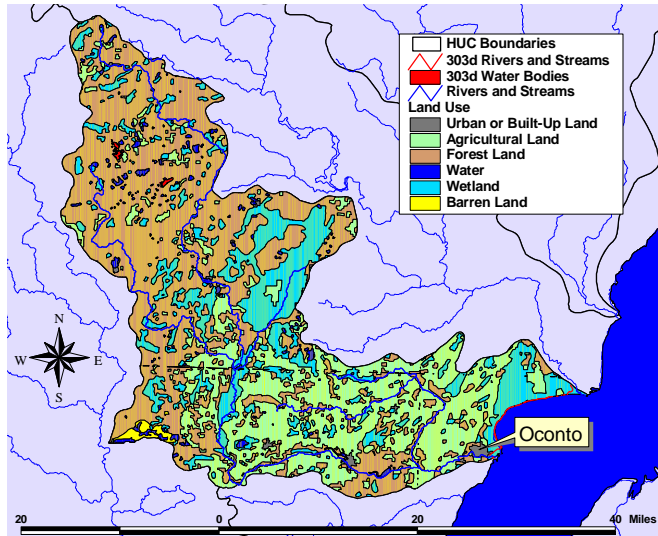 HUC Boundaries
303d Rivers and Streams
303d Water Bodies
Rivers and Streams
Land Use
Urban or Built-Up Land
Agricultural Land
Forest Land
Water
Wetland
Barren Land
N
W E
S
Oconto
20 0 20 40 Miles